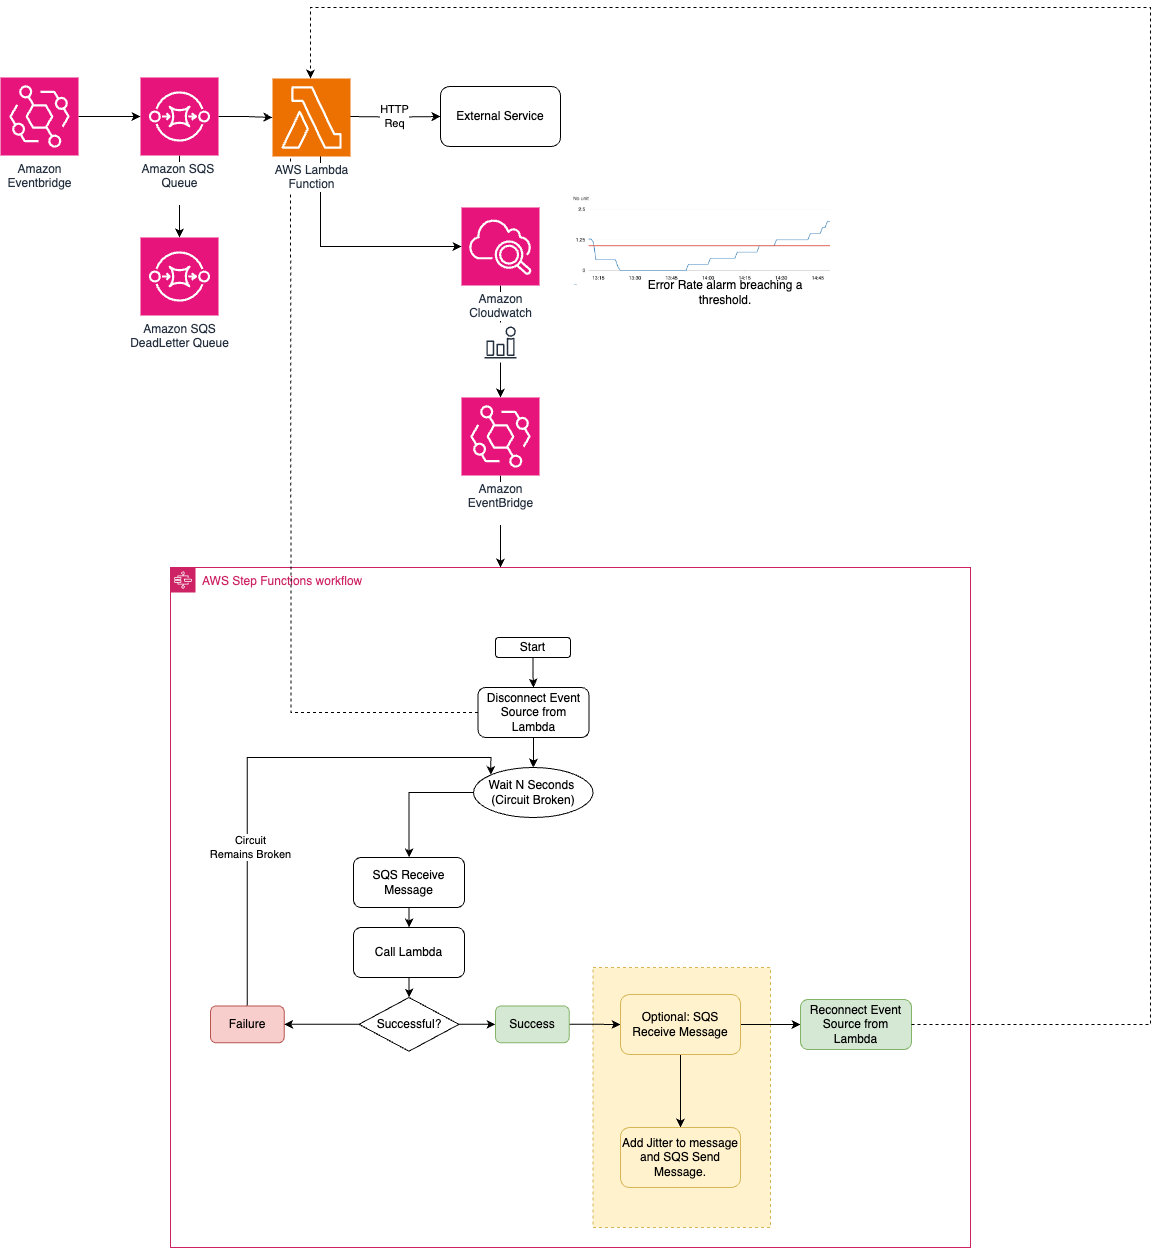 HTTP
Req
External Service
Amazon
Eventbridge
Amazon SQS
Queue
AWS Lambda
Function
No unit
2.5
1.25
0
13:15
13:30
13:45
14:00
14:15
14:30
14:45
Error Rate alarm breaching a
threshold.
Amazon
Cloudwatch
Amazon SQS
DeadLetter Queue
Amazon
EventBridge
AWS Step Functions workflow
Start
Disconnect Event
Source from
Lambda
Wait N Seconds
(Circuit Broken)
Circuit
Remains Broken
SQS Receive
Message
Call Lambda
Failure
Successful?
Success
Optional: SQS
Receive Message
Reconnect Event
Source from
Lambda
Add Jitter to message
and SQS Send
Message.